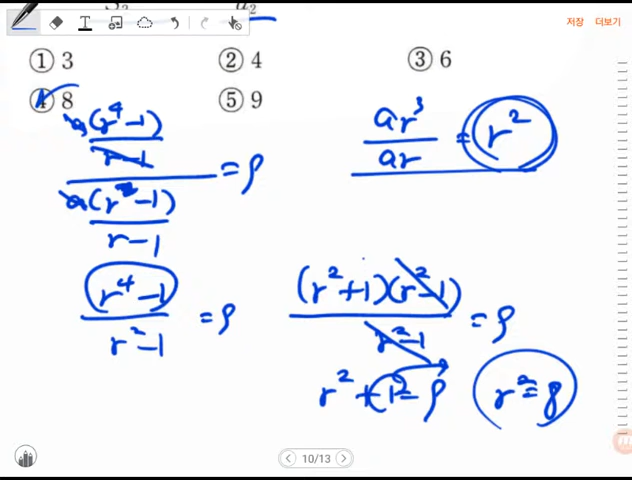 저장 더보기
① 3 ② 4 ③ 6
④ 8 ⑤ 9
a(r⁴-1)
r-1
= 9
a(r²-1)
r-1
ar³
ar
= r²
r⁴-1
r²-1
= 9
(r²+1)(r²-1)
r²-1
= 9
r²+1=9
r²=8
10/13